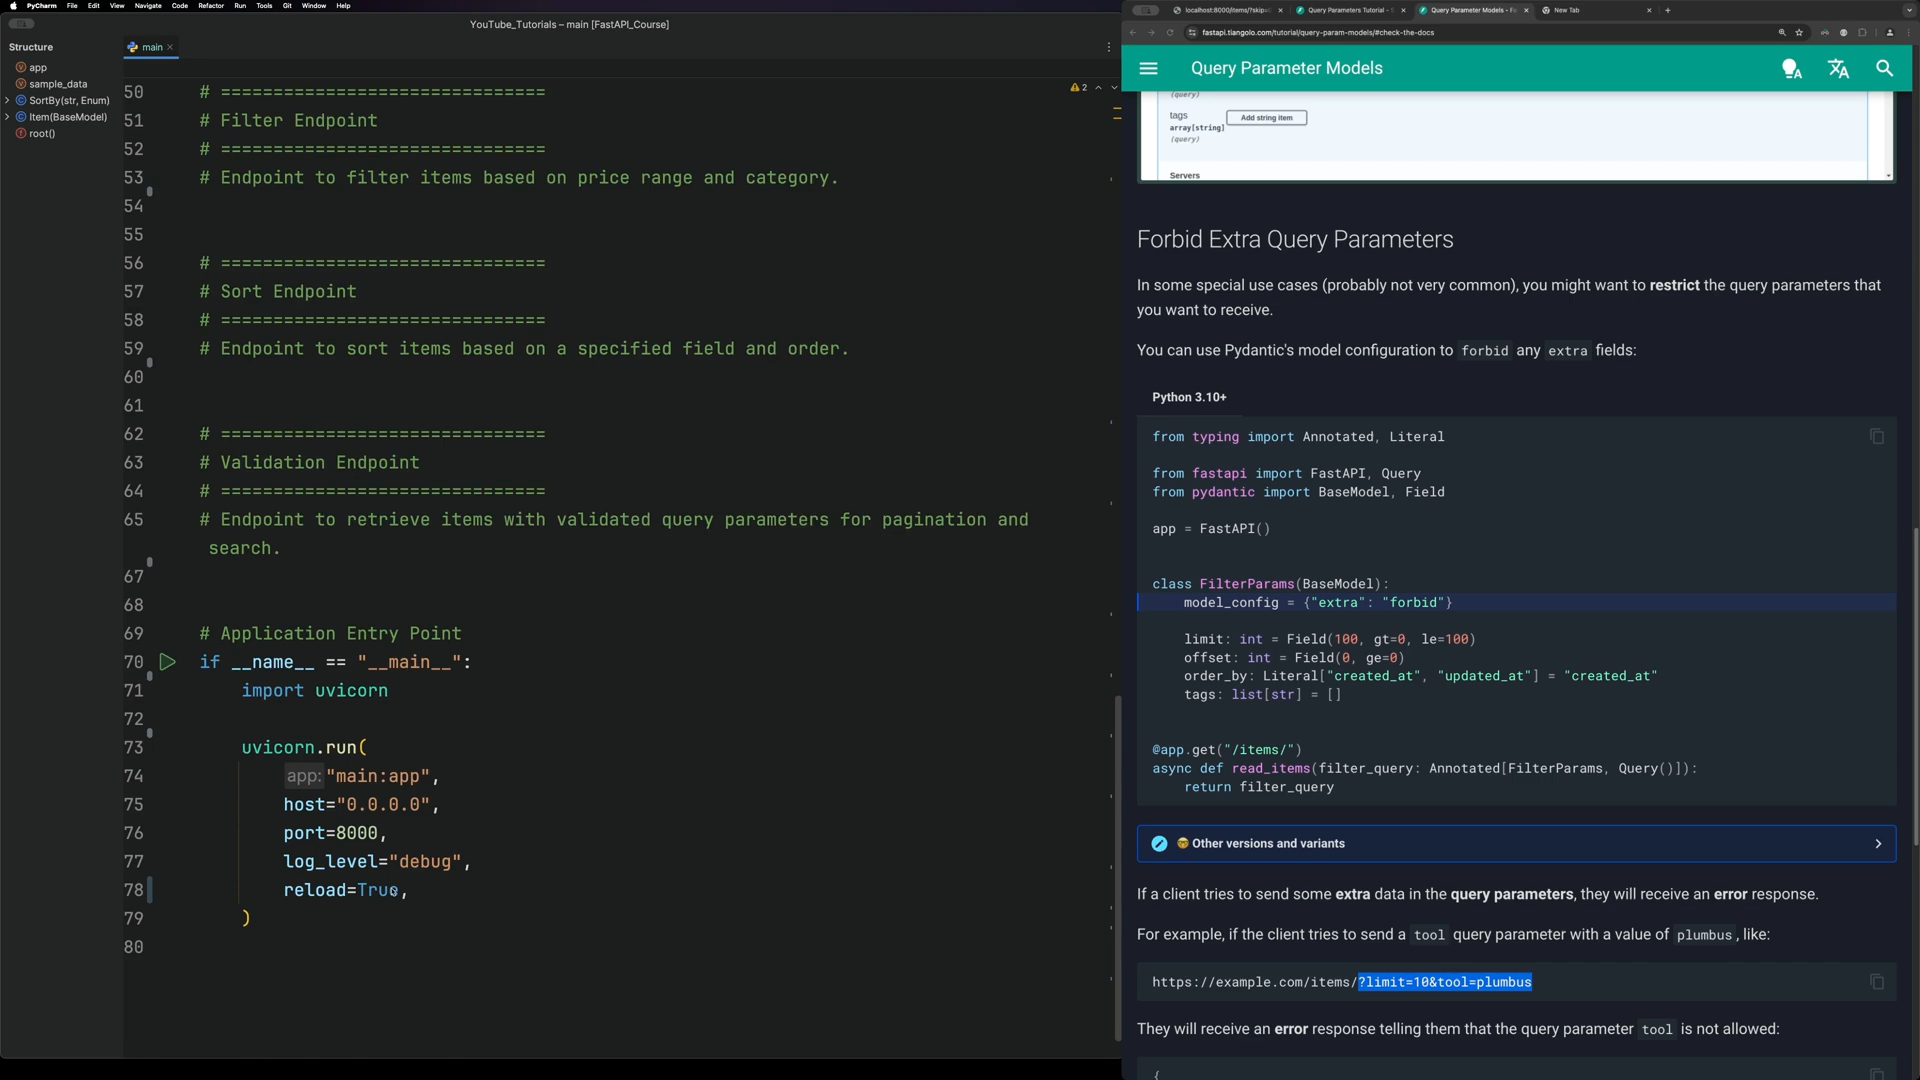 PyCharm File Edit View Navigate Code Refactor Run Tools Git Window Help
YouTube_Tutorials – main [FastAPI_Course]
Structure
main
app
sample_data
SortBy(str, Enum)
Item(BaseModel)
root()
2
50 # ===============================
51 # Filter Endpoint
52 # ===============================
53 # Endpoint to filter items based on price range and category.
54
55
56 # ===============================
57 # Sort Endpoint
58 # ===============================
59 # Endpoint to sort items based on a specified field and order.
60
61
62 # ===============================
63 # Validation Endpoint
64 # ===============================
65 # Endpoint to retrieve items with validated query parameters for pagination and
search.
67
68
69 # Application Entry Point
70 if __name__ == "__main__":
71 import uvicorn
72
73 uvicorn.run(
74 app: "main:app",
75 host="0.0.0.0",
76 port=8000,
77 log_level="debug",
78 reload=True,
79 )
80
localhost:8000/items/?skip=
Query Parameters Tutorial - S
Query Parameter Models - F
New Tab
fastapi.tiangolo.com/tutorial/query-param-models/#check-the-docs
Query Parameter Models
(query)
tags
Add string item
array[string]
(query)
Servers
Forbid Extra Query Parameters
In some special use cases (probably not very common), you might want to restrict the query parameters that
you want to receive.
You can use Pydantic's model configuration to forbid any extra fields:
Python 3.10+
from typing import Annotated, Literal
from fastapi import FastAPI, Query
from pydantic import BaseModel, Field
app = FastAPI()
class FilterParams(BaseModel):
model_config = {"extra": "forbid"}
limit: int = Field(100, gt=0, le=100)
offset: int = Field(0, ge=0)
order_by: Literal["created_at", "updated_at"] = "created_at"
tags: list[str] = []
@app.get("/items/")
async def read_items(filter_query: Annotated[FilterParams, Query()]):
return filter_query
🤓 Other versions and variants
If a client tries to send some extra data in the query parameters, they will receive an error response.
For example, if the client tries to send a tool query parameter with a value of plumbus, like:
https://example.com/items/?limit=10&tool=plumbus
They will receive an error response telling them that the query parameter tool is not allowed:
{